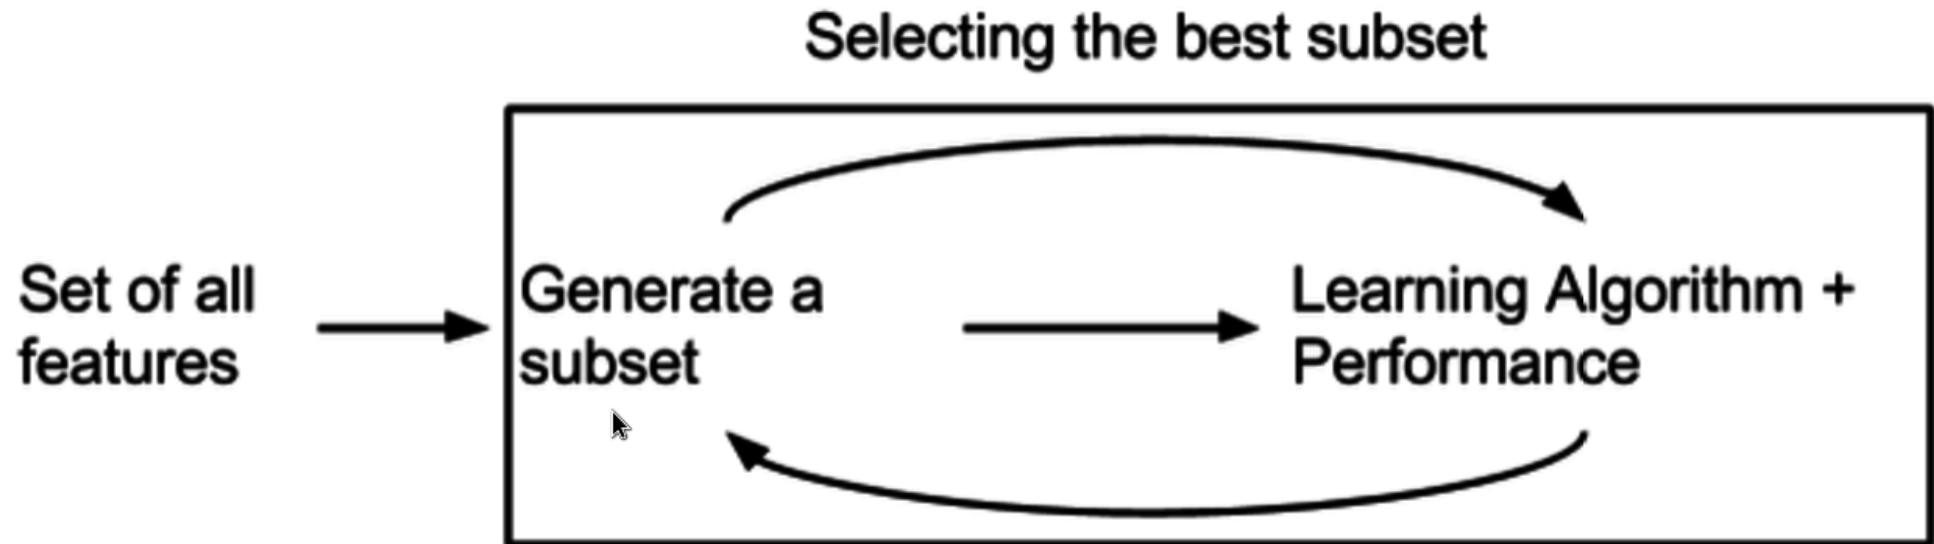 Selecting the best subset
Set of all
features
Generate a
subset
Learning Algorithm +
Performance